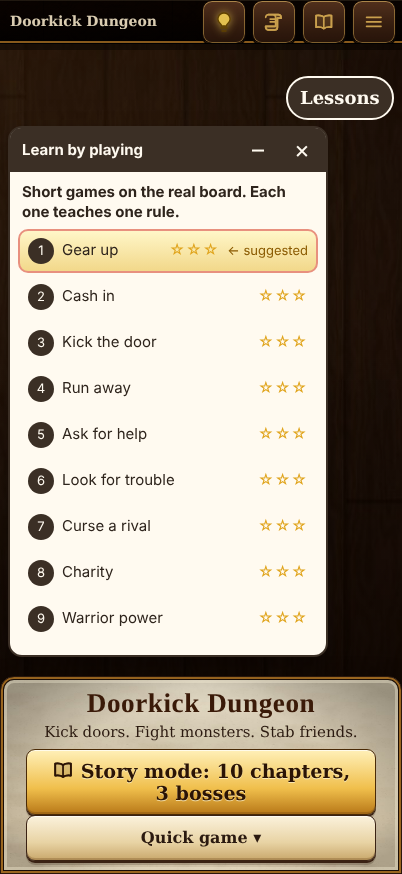 Doorkick Dungeon
Lessons
Learn by playing
Short games on the real board. Each
one teaches one rule.
1 Gear up ☆☆☆ ← suggested
2 Cash in ☆☆☆
3 Kick the door ☆☆☆
4 Run away ☆☆☆
5 Ask for help ☆☆☆
6 Look for trouble ☆☆☆
7 Curse a rival ☆☆☆
8 Charity ☆☆☆
9 Warrior power ☆☆☆
Doorkick Dungeon
Kick doors. Fight monsters. Stab friends.
Story mode: 10 chapters,
3 bosses
Quick game ▾